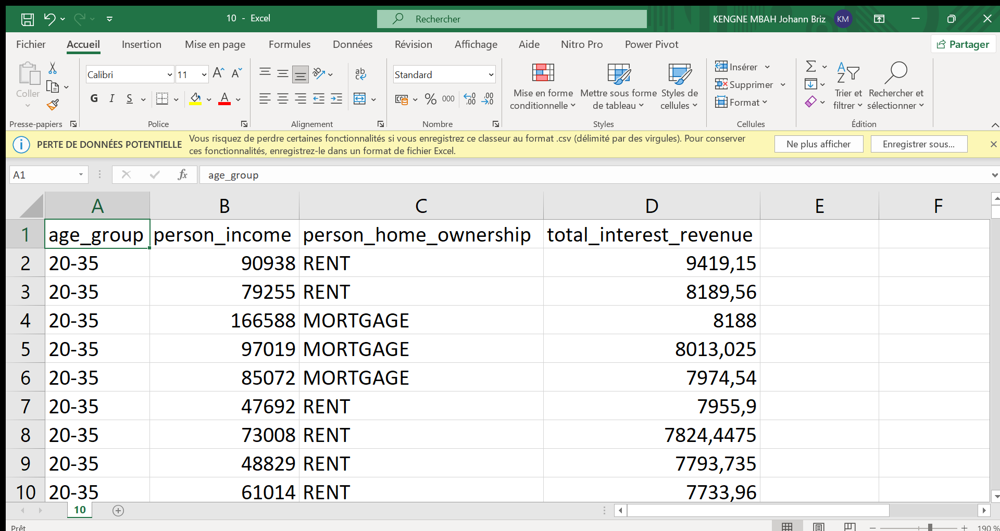 10 - Excel
Rechercher
KENGNE MBAH Johann Briz KM
Fichier Accueil Insertion Mise en page Formules Données Révision Affichage Aide Nitro Pro Power Pivot Partager
Coller
Calibri 11
G I S
Standard
% 000
Mise en forme conditionnelle
Mettre sous forme de tableau
Styles de cellules
Insérer
Supprimer
Format
Trier et filtrer
Rechercher et sélectionner
Presse-papiers Police Alignement Nombre Styles Cellules Édition
PERTE DE DONNÉES POTENTIELLE Vous risquez de perdre certaines fonctionnalités si vous enregistrez ce classeur au format .csv (délimité par des virgules). Pour conserver
ces fonctionnalités, enregistrez-le dans un format de fichier Excel.
Ne plus afficher Enregistrer sous...
A1 fx age_group
A B C D E F
1 age_group person_income person_home_ownership total_interest_revenue
2 20-35 90938 RENT 9419,15
3 20-35 79255 RENT 8189,56
4 20-35 166588 MORTGAGE 8188
5 20-35 97019 MORTGAGE 8013,025
6 20-35 85072 MORTGAGE 7974,54
7 20-35 47692 RENT 7955,9
8 20-35 73008 RENT 7824,4475
9 20-35 48829 RENT 7793,735
10 20-35 61014 RENT 7733,96
10
Prêt 190 %